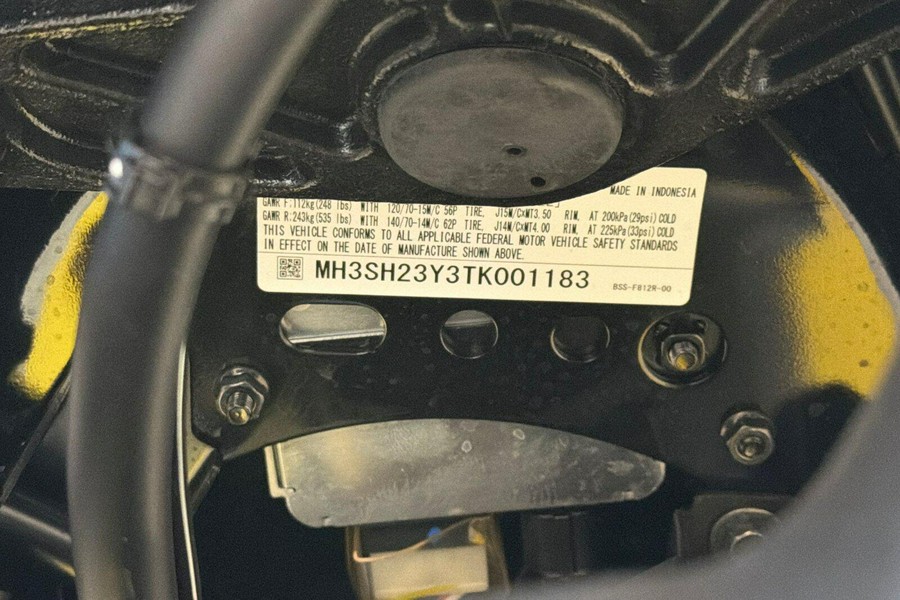 MADE IN INDONESIA
GAWR F:112kg(248 lbs) WITH 120/70-15M/C 56P TIRE, J15M/CxMT3.50 RIM, AT 200kPa(29psi)COLD
GAWR R:243kg(535 lbs) WITH 140/70-14M/C 62P TIRE, J14M/CxMT4.00 RIM, AT 225kPa(33psi)COLD
THIS VEHICLE CONFORMS TO ALL APPLICABLE FEDERAL MOTOR VEHICLE SAFETY STANDARDS
IN EFFECT ON THE DATE OF MANUFACTURE SHOWN ABOVE.
MH3SH23Y3TK001183 BSS-F812R-00